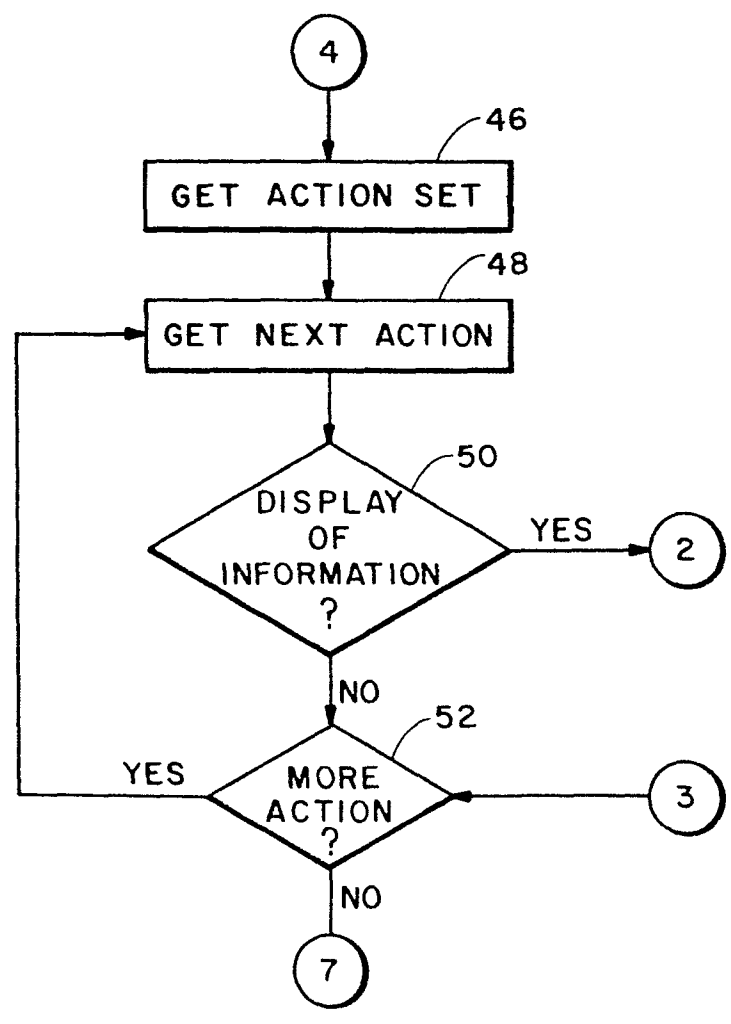 4
46
GET ACTION SET
48
GET NEXT ACTION
50
DISPLAY
OF
INFORMATION
?
YES
2
NO
52
YES
MORE
ACTION
?
3
NO
7